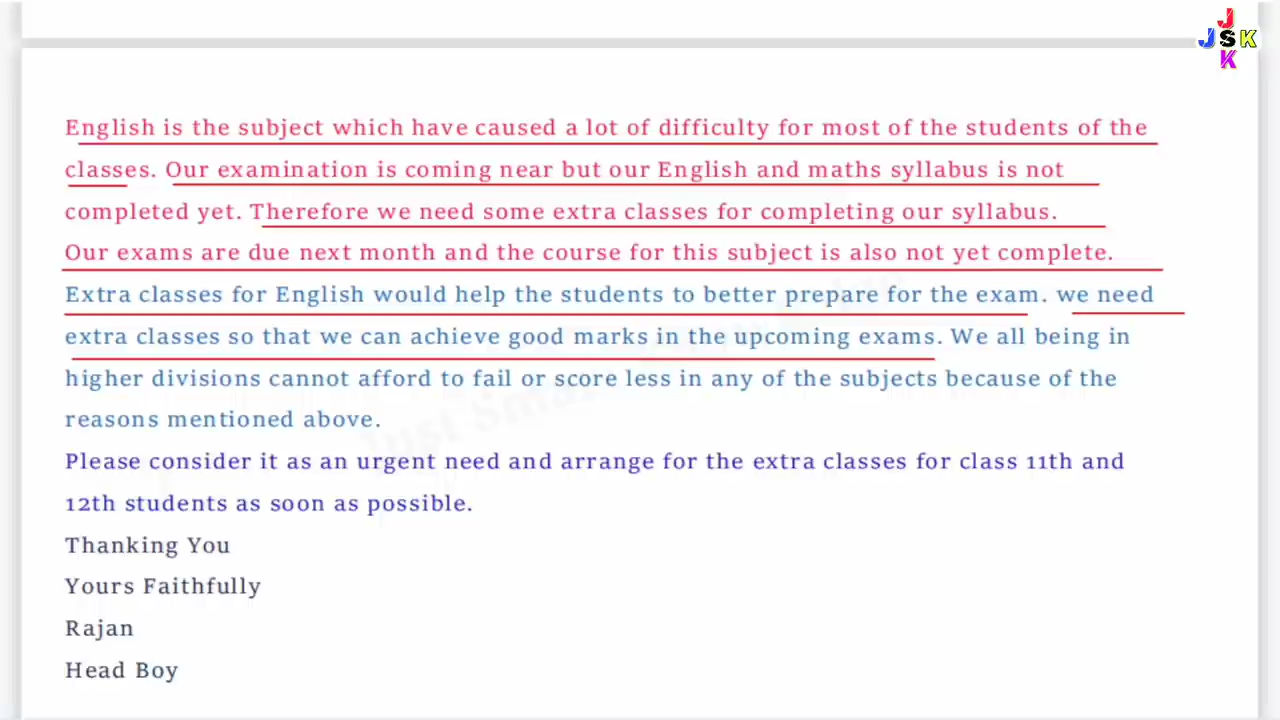 J
JSK
K
English is the subject which have caused a lot of difficulty for most of the students of the
classes. Our examination is coming near but our English and maths syllabus is not
completed yet. Therefore we need some extra classes for completing our syllabus.
Our exams are due next month and the course for this subject is also not yet complete.
Extra classes for English would help the students to better prepare for the exam. we need
extra classes so that we can achieve good marks in the upcoming exams. We all being in
higher divisions cannot afford to fail or score less in any of the subjects because of the
reasons mentioned above.
Please consider it as an urgent need and arrange for the extra classes for class 11th and
12th students as soon as possible.
Thanking You
Yours Faithfully
Rajan
Head Boy